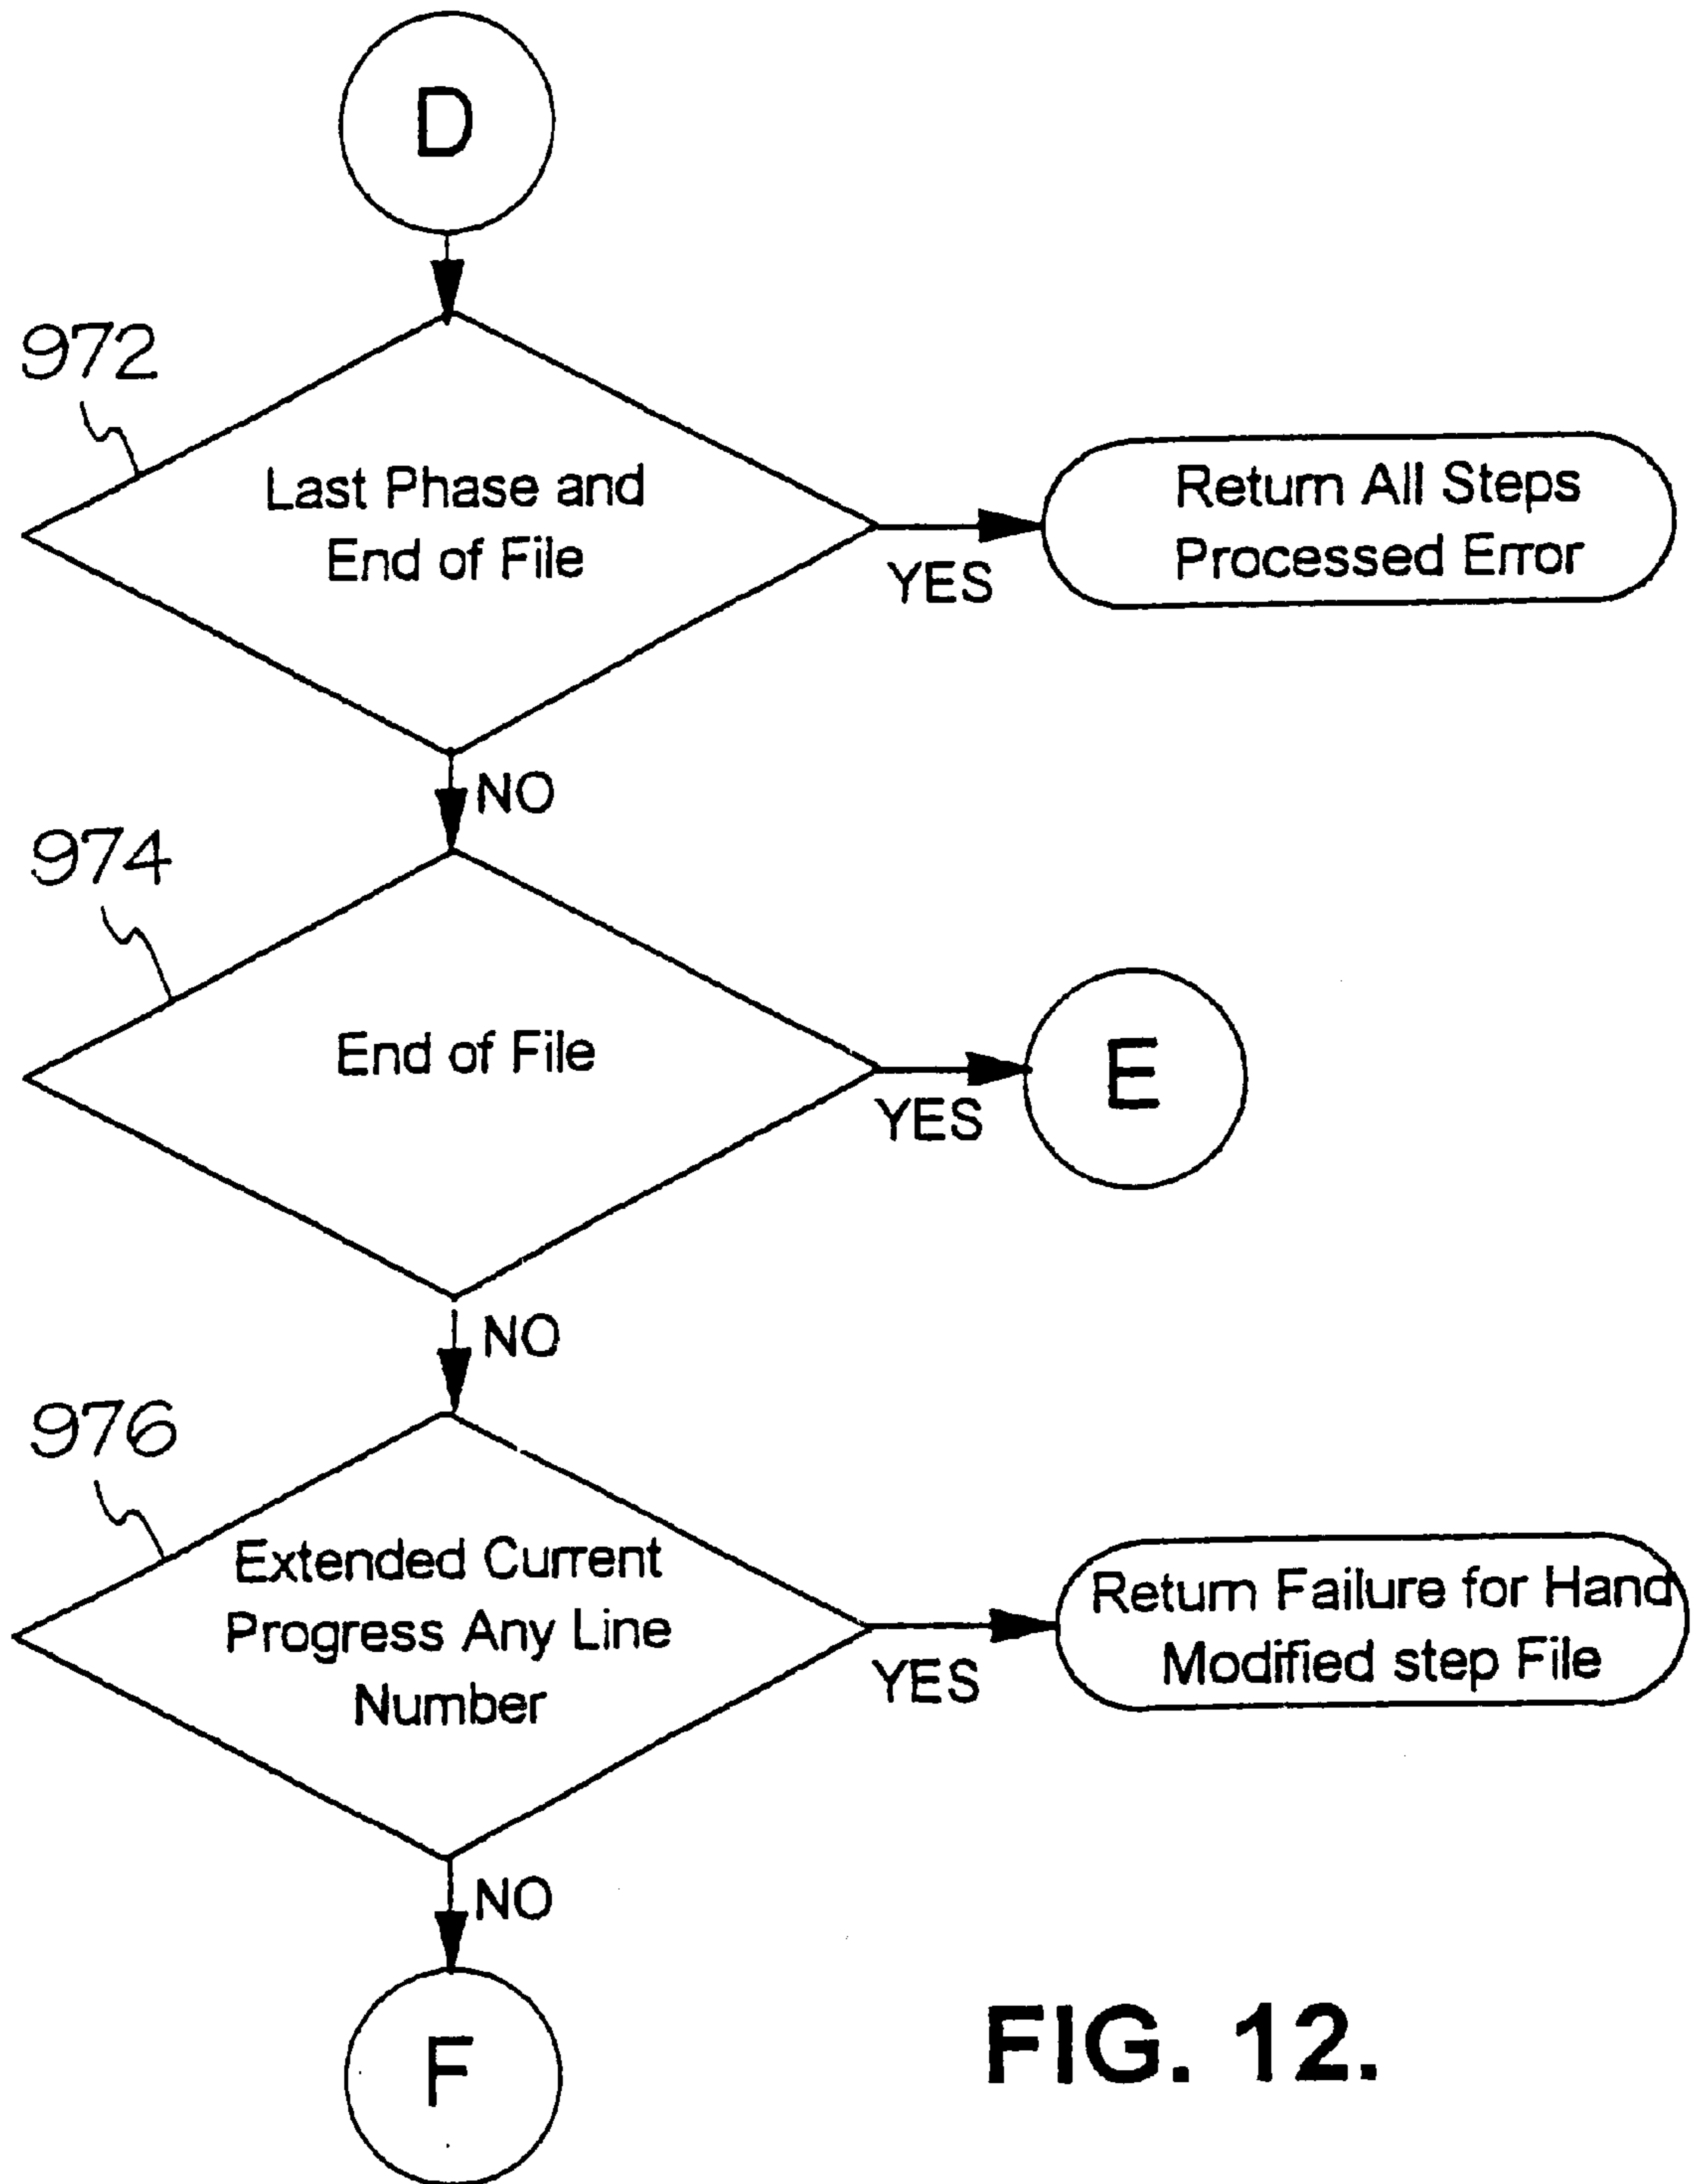 D
972
Last Phase and
End of File
YES
Return All Steps
Processed Error
NO
974
End of File
YES
E
NO
976
Extended Current
Progress Any Line
Number
YES
Return Failure for Hand
Modified step File
NO
F
FIG. 12.